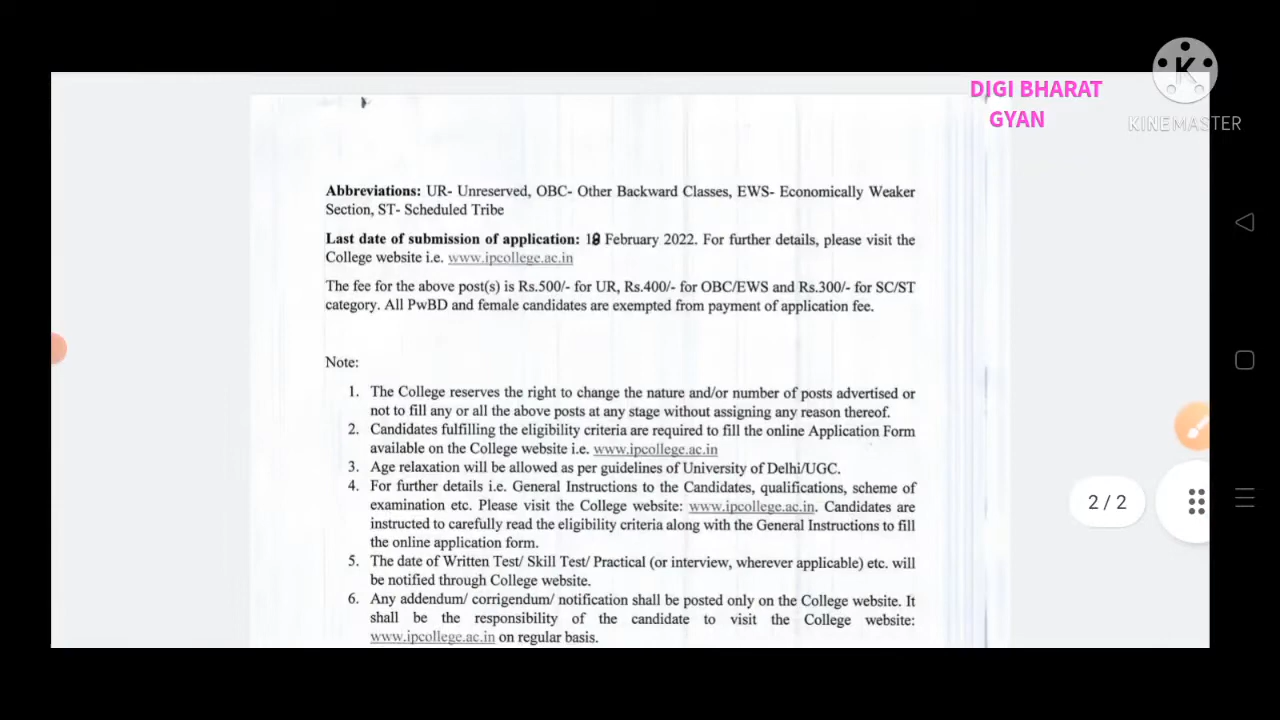 DIGI BHARAT
GYAN
KINEMASTER
Abbreviations: UR- Unreserved, OBC- Other Backward Classes, EWS- Economically Weaker
Section, ST- Scheduled Tribe
Last date of submission of application: 18 February 2022. For further details, please visit the
College website i.e. www.ipcollege.ac.in
The fee for the above post(s) is Rs.500/- for UR, Rs.400/- for OBC/EWS and Rs.300/- for SC/ST
category. All PwBD and female candidates are exempted from payment of application fee.
Note:
1. The College reserves the right to change the nature and/or number of posts advertised or
not to fill any or all the above posts at any stage without assigning any reason thereof.
2. Candidates fulfilling the eligibility criteria are required to fill the online Application Form
available on the College website i.e. www.ipcollege.ac.in
3. Age relaxation will be allowed as per guidelines of University of Delhi/UGC.
4. For further details i.e. General Instructions to the Candidates, qualifications, scheme of
examination etc. Please visit the College website: www.ipcollege.ac.in. Candidates are
instructed to carefully read the eligibility criteria along with the General Instructions to fill
the online application form.
5. The date of Written Test/ Skill Test/ Practical (or interview, wherever applicable) etc. will
be notified through College website.
6. Any addendum/ corrigendum/ notification shall be posted only on the College website. It
shall be the responsibility of the candidate to visit the College website:
www.ipcollege.ac.in on regular basis.
2 / 2